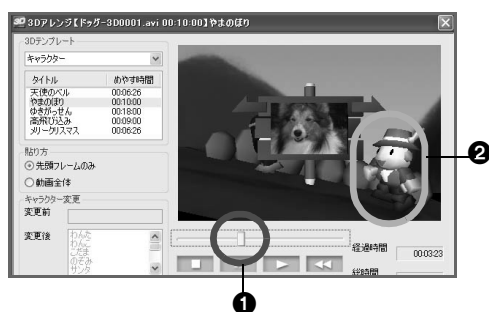 3Dアレンジ【ドッグ-3D0001.avi 00:10:00】やまのぼり
3Dテンプレート
キャラクター
タイトル めやす時間
天使のベル 00:06:26
やまのぼり 00:10:00
ゆきがっせん 00:18:00
高飛び込み 00:09:00
メリークリスマス 00:06:26
貼り方
先頭フレームのみ
動画全体
キャラクター変更
変更前
変更後
わんた
わんこ
こだま
のぞみ
サンタ
経過時間 00:03:23
総時間
❶
❷